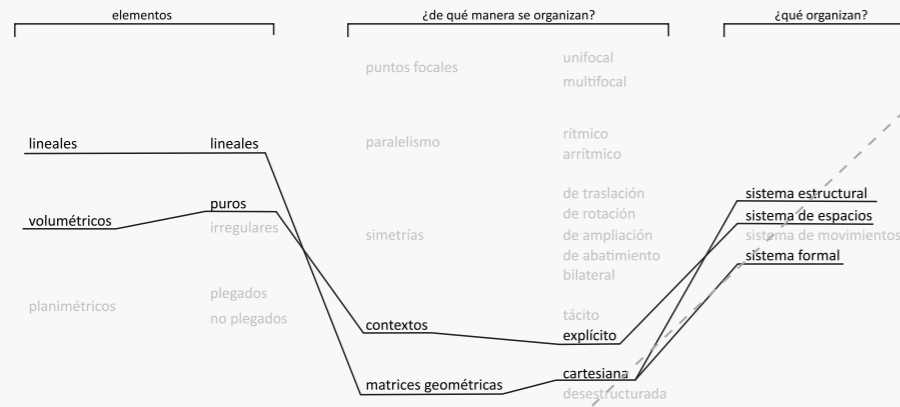 elementos
¿de qué manera se organizan?
¿qué organizan?
puntos focales
unifocal
multifocal
lineales
lineales
paralelismo
rítmico
arrítmico
volumétricos
puros
irregulares
simetrías
de traslación
de rotación
de ampliación
de abatimiento
bilateral
sistema estructural
sistema de espacios
sistema de movimientos
sistema formal
planimétricos
plegados
no plegados
contextos
tácito
explícito
matrices geométricas
cartesiana
desestructurada